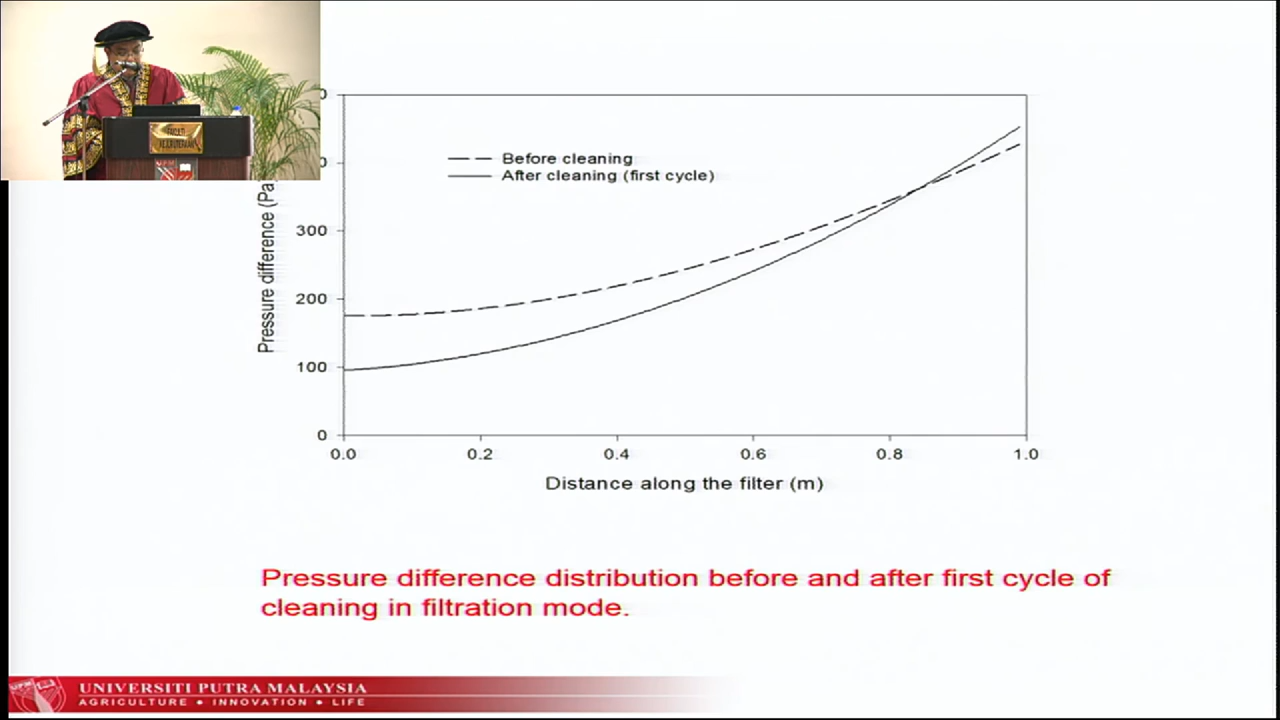 Before cleaning
After cleaning (first cycle)
Pressure difference (Pa
0
0
300
200
100
0
0.0 0.2 0.4 0.6 0.8 1.0
Distance along the filter (m)
Pressure difference distribution before and after first cycle of
cleaning in filtration mode.
UNIVERSITI PUTRA MALAYSIA
AGRICULTURE • INNOVATION • LIFE